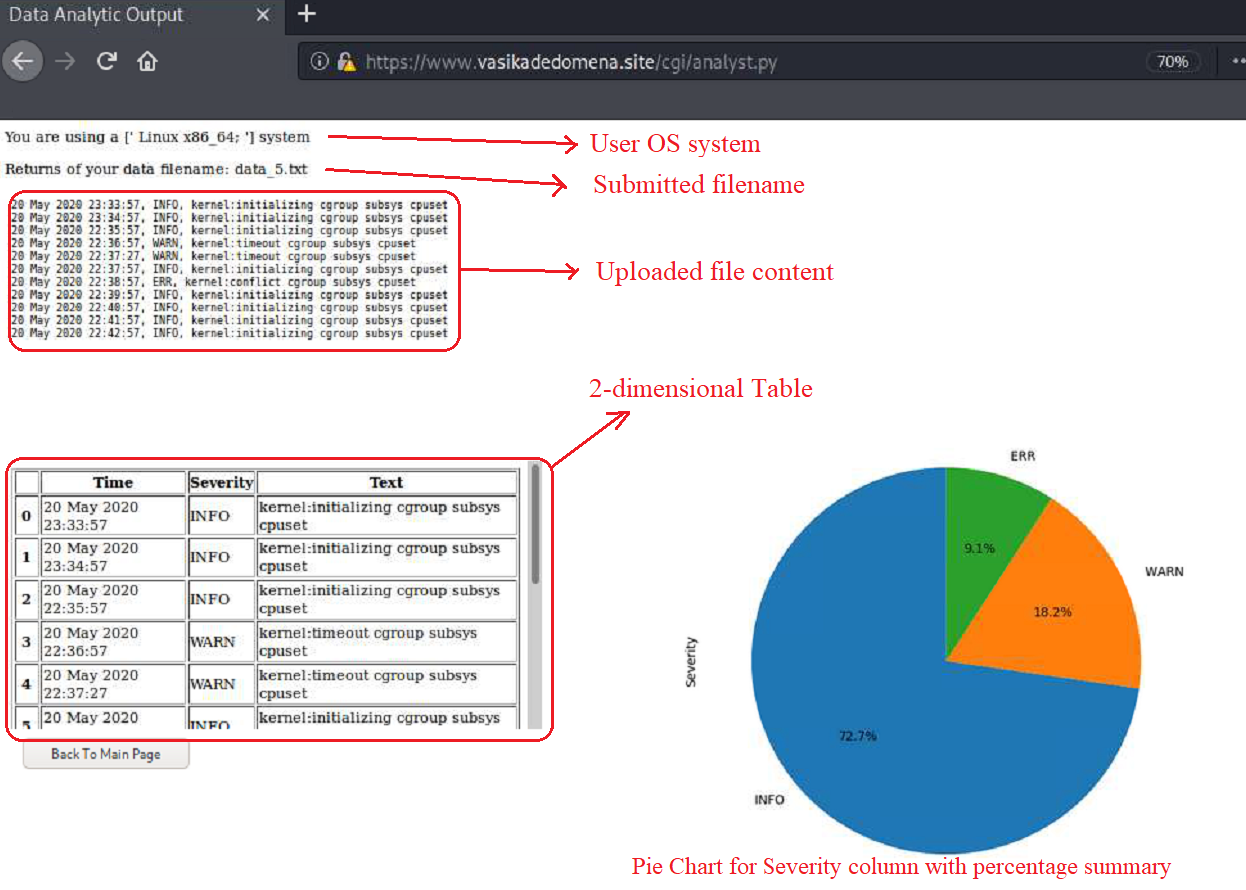 Data Analytic Output
https://www.vasikadedomena.site/cgi/analyst.py 70%
You are using a [' Linux x86_64; '] system
User OS system
Returns of your data filename: data_5.txt
Submitted filename
20 May 2020 23:33:57, INFO, kernel:initializing cgroup subsys cpuset
20 May 2020 23:34:57, INFO, kernel:initializing cgroup subsys cpuset
20 May 2020 22:35:57, INFO, kernel:initializing cgroup subsys cpuset
20 May 2020 22:36:57, WARN, kernel:timeout cgroup subsys cpuset
20 May 2020 22:37:27, WARN, kernel:timeout cgroup subsys cpuset
20 May 2020 22:37:57, INFO, kernel:initializing cgroup subsys cpuset
20 May 2020 22:38:57, ERR, kernel:conflict cgroup subsys cpuset
20 May 2020 22:39:57, INFO, kernel:initializing cgroup subsys cpuset
20 May 2020 22:40:57, INFO, kernel:initializing cgroup subsys cpuset
20 May 2020 22:41:57, INFO, kernel:initializing cgroup subsys cpuset
20 May 2020 22:42:57, INFO, kernel:initializing cgroup subsys cpuset
Uploaded file content
2-dimensional Table
Time Severity Text
0 20 May 2020 23:33:57 INFO kernel:initializing cgroup subsys cpuset
1 20 May 2020 23:34:57 INFO kernel:initializing cgroup subsys cpuset
2 20 May 2020 22:35:57 INFO kernel:initializing cgroup subsys cpuset
3 20 May 2020 22:36:57 WARN kernel:timeout cgroup subsys cpuset
4 20 May 2020 22:37:27 WARN kernel:timeout cgroup subsys cpuset
5 20 May 2020 INFO kernel:initializing cgroup subsys
Back To Main Page
ERR
9.1%
WARN
18.2%
Severity
72.7%
INFO
Pie Chart for Severity column with percentage summary